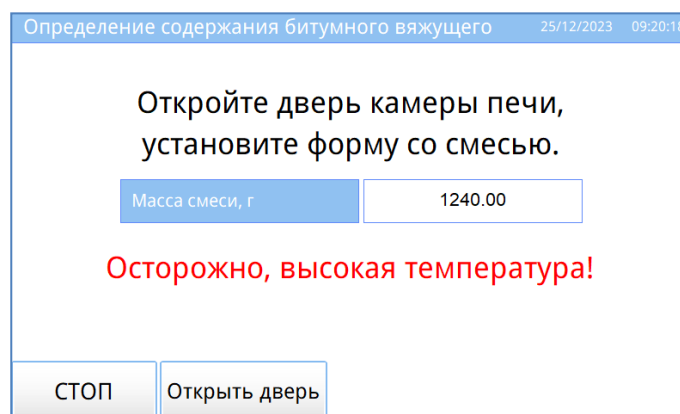 Определение содержания битумного вяжущего 25/12/2023 09:20:18
Откройте дверь камеры печи,
установите форму со смесью.
Масса смеси, г 1240.00
Осторожно, высокая температура!
СТОП Открыть дверь